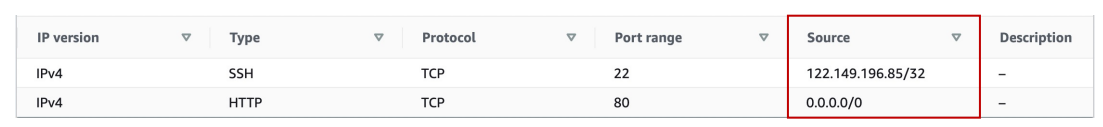 IP version Type Protocol Port range Source Description
IPv4 SSH TCP 22 122.149.196.85/32 –
IPv4 HTTP TCP 80 0.0.0.0/0 –